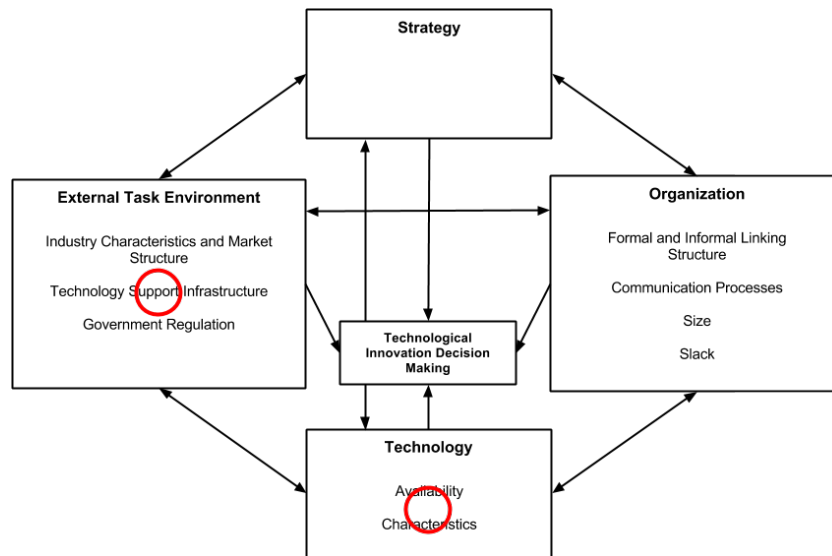 Strategy
External Task Environment
Industry Characteristics and Market
Structure
Technology Support Infrastructure
Government Regulation
Organization
Formal and Informal Linking
Structure
Communication Processes
Size
Slack
Technological
Innovation Decision
Making
Technology
Availability
Characteristics